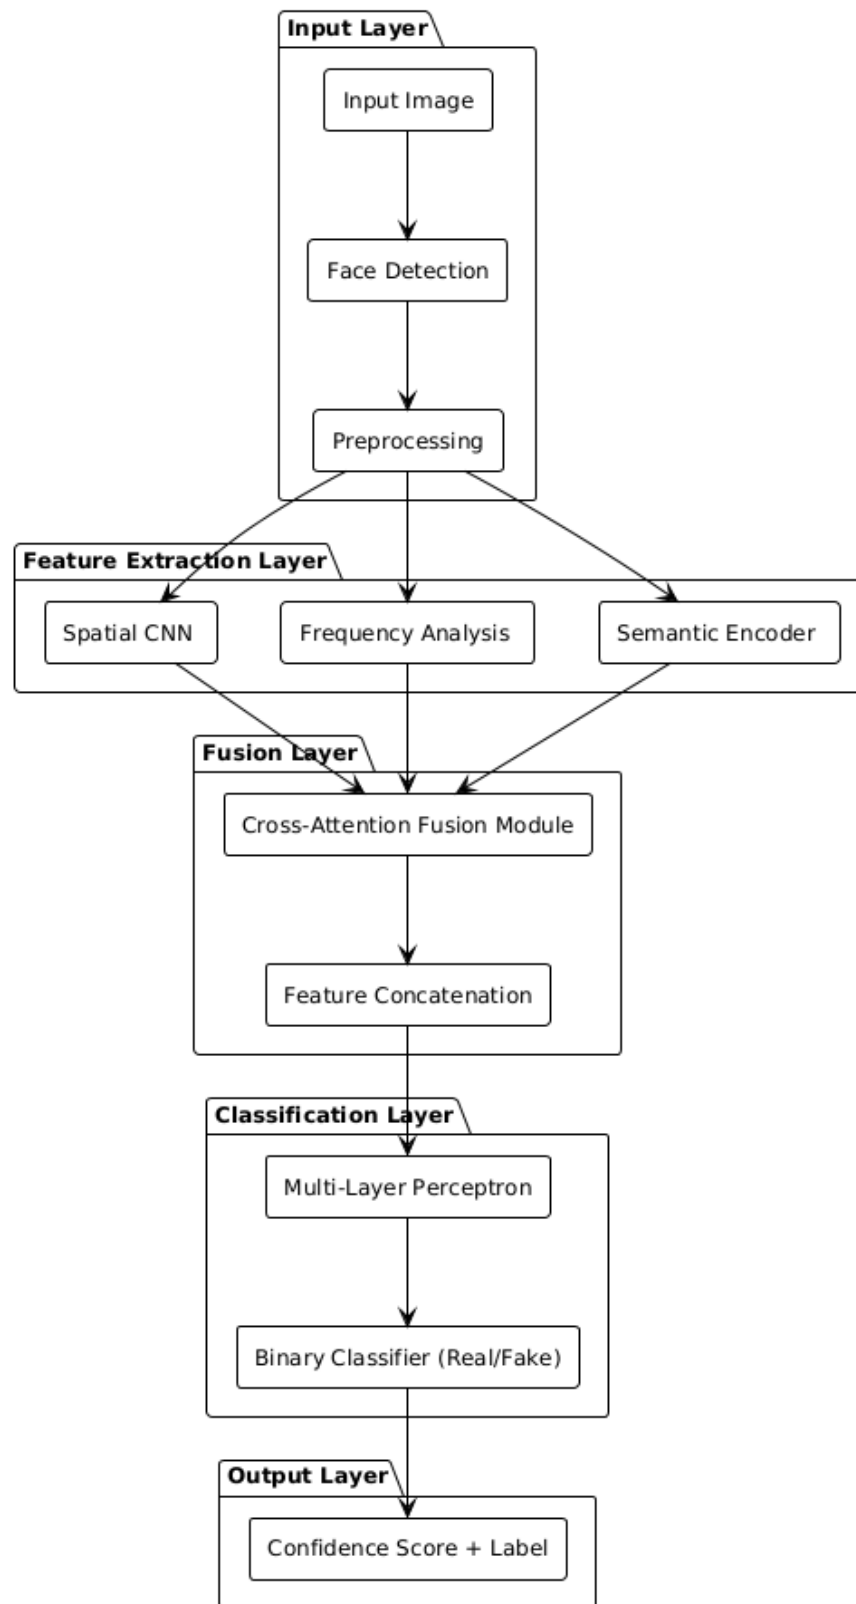 Input Layer
Input Image
Face Detection
Preprocessing
Feature Extraction Layer
Spatial CNN
Frequency Analysis
Semantic Encoder
Fusion Layer
Cross-Attention Fusion Module
Feature Concatenation
Classification Layer
Multi-Layer Perceptron
Binary Classifier (Real/Fake)
Output Layer
Confidence Score + Label